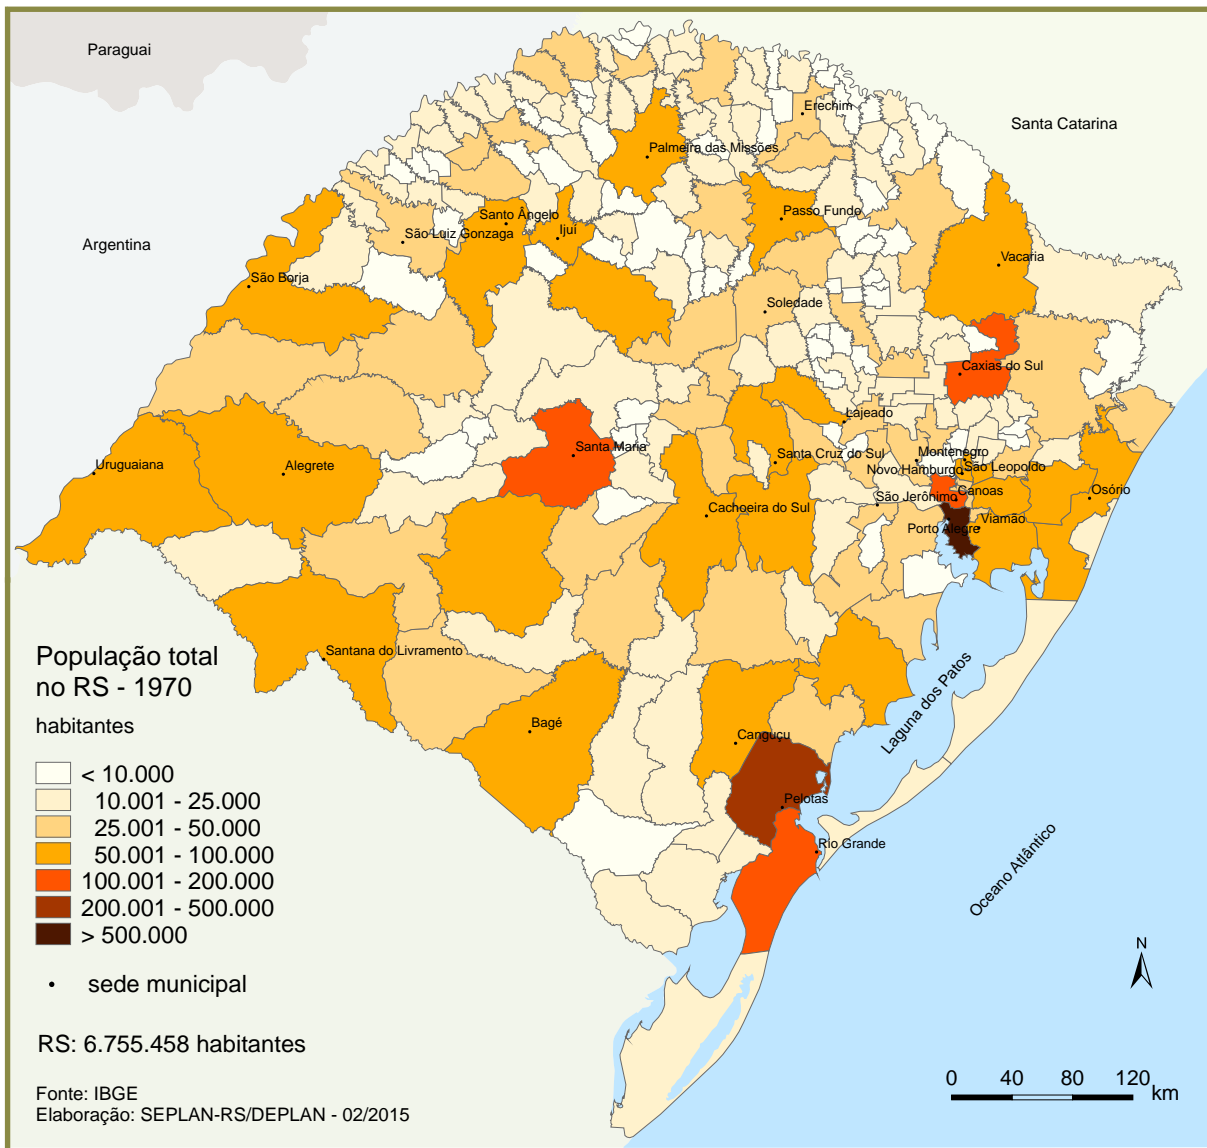 Paraguai
Santa Catarina
Argentina
Erechim
Palmeira das Missões
Santo Ângelo
Passo Fundo
Ijuí
São Luiz Gonzaga
Vacaria
São Borja
Soledade
Caxias do Sul
Lajeado
Santa Maria
Montenegro
Santa Cruz do Sul
Uruguaiana
Alegrete
Novo Hamburgo
São Leopoldo
São Jerônimo
Canoas
Osório
Cachoeira do Sul
Porto Alegre
Viamão
Santana do Livramento
Bagé
Canguçu
Pelotas
Rio Grande
Laguna dos Patos
Oceano Atlântico
População total
no RS - 1970
habitantes
< 10.000
10.001 - 25.000
25.001 - 50.000
50.001 - 100.000
100.001 - 200.000
200.001 - 500.000
> 500.000
sede municipal
RS: 6.755.458 habitantes
Fonte: IBGE
Elaboração: SEPLAN-RS/DEPLAN - 02/2015
N
0 40 80 120
km